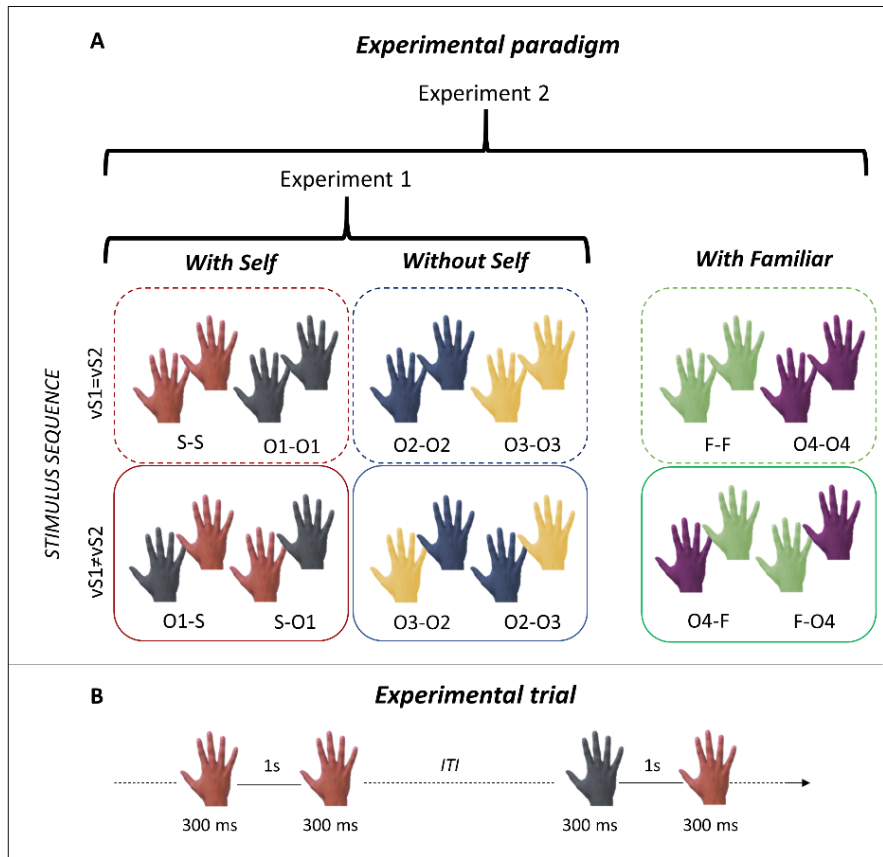 A
Experimental paradigm
Experiment 2
Experiment 1
With Self
Without Self
With Familiar
STIMULUS SEQUENCE
vS1=vS2
S-S
O1-O1
O2-O2
O3-O3
F-F
O4-O4
vS1≠vS2
O1-S
S-O1
O3-O2
O2-O3
O4-F
F-O4
B
Experimental trial
1s
ITI
1s
300 ms
300 ms
300 ms
300 ms